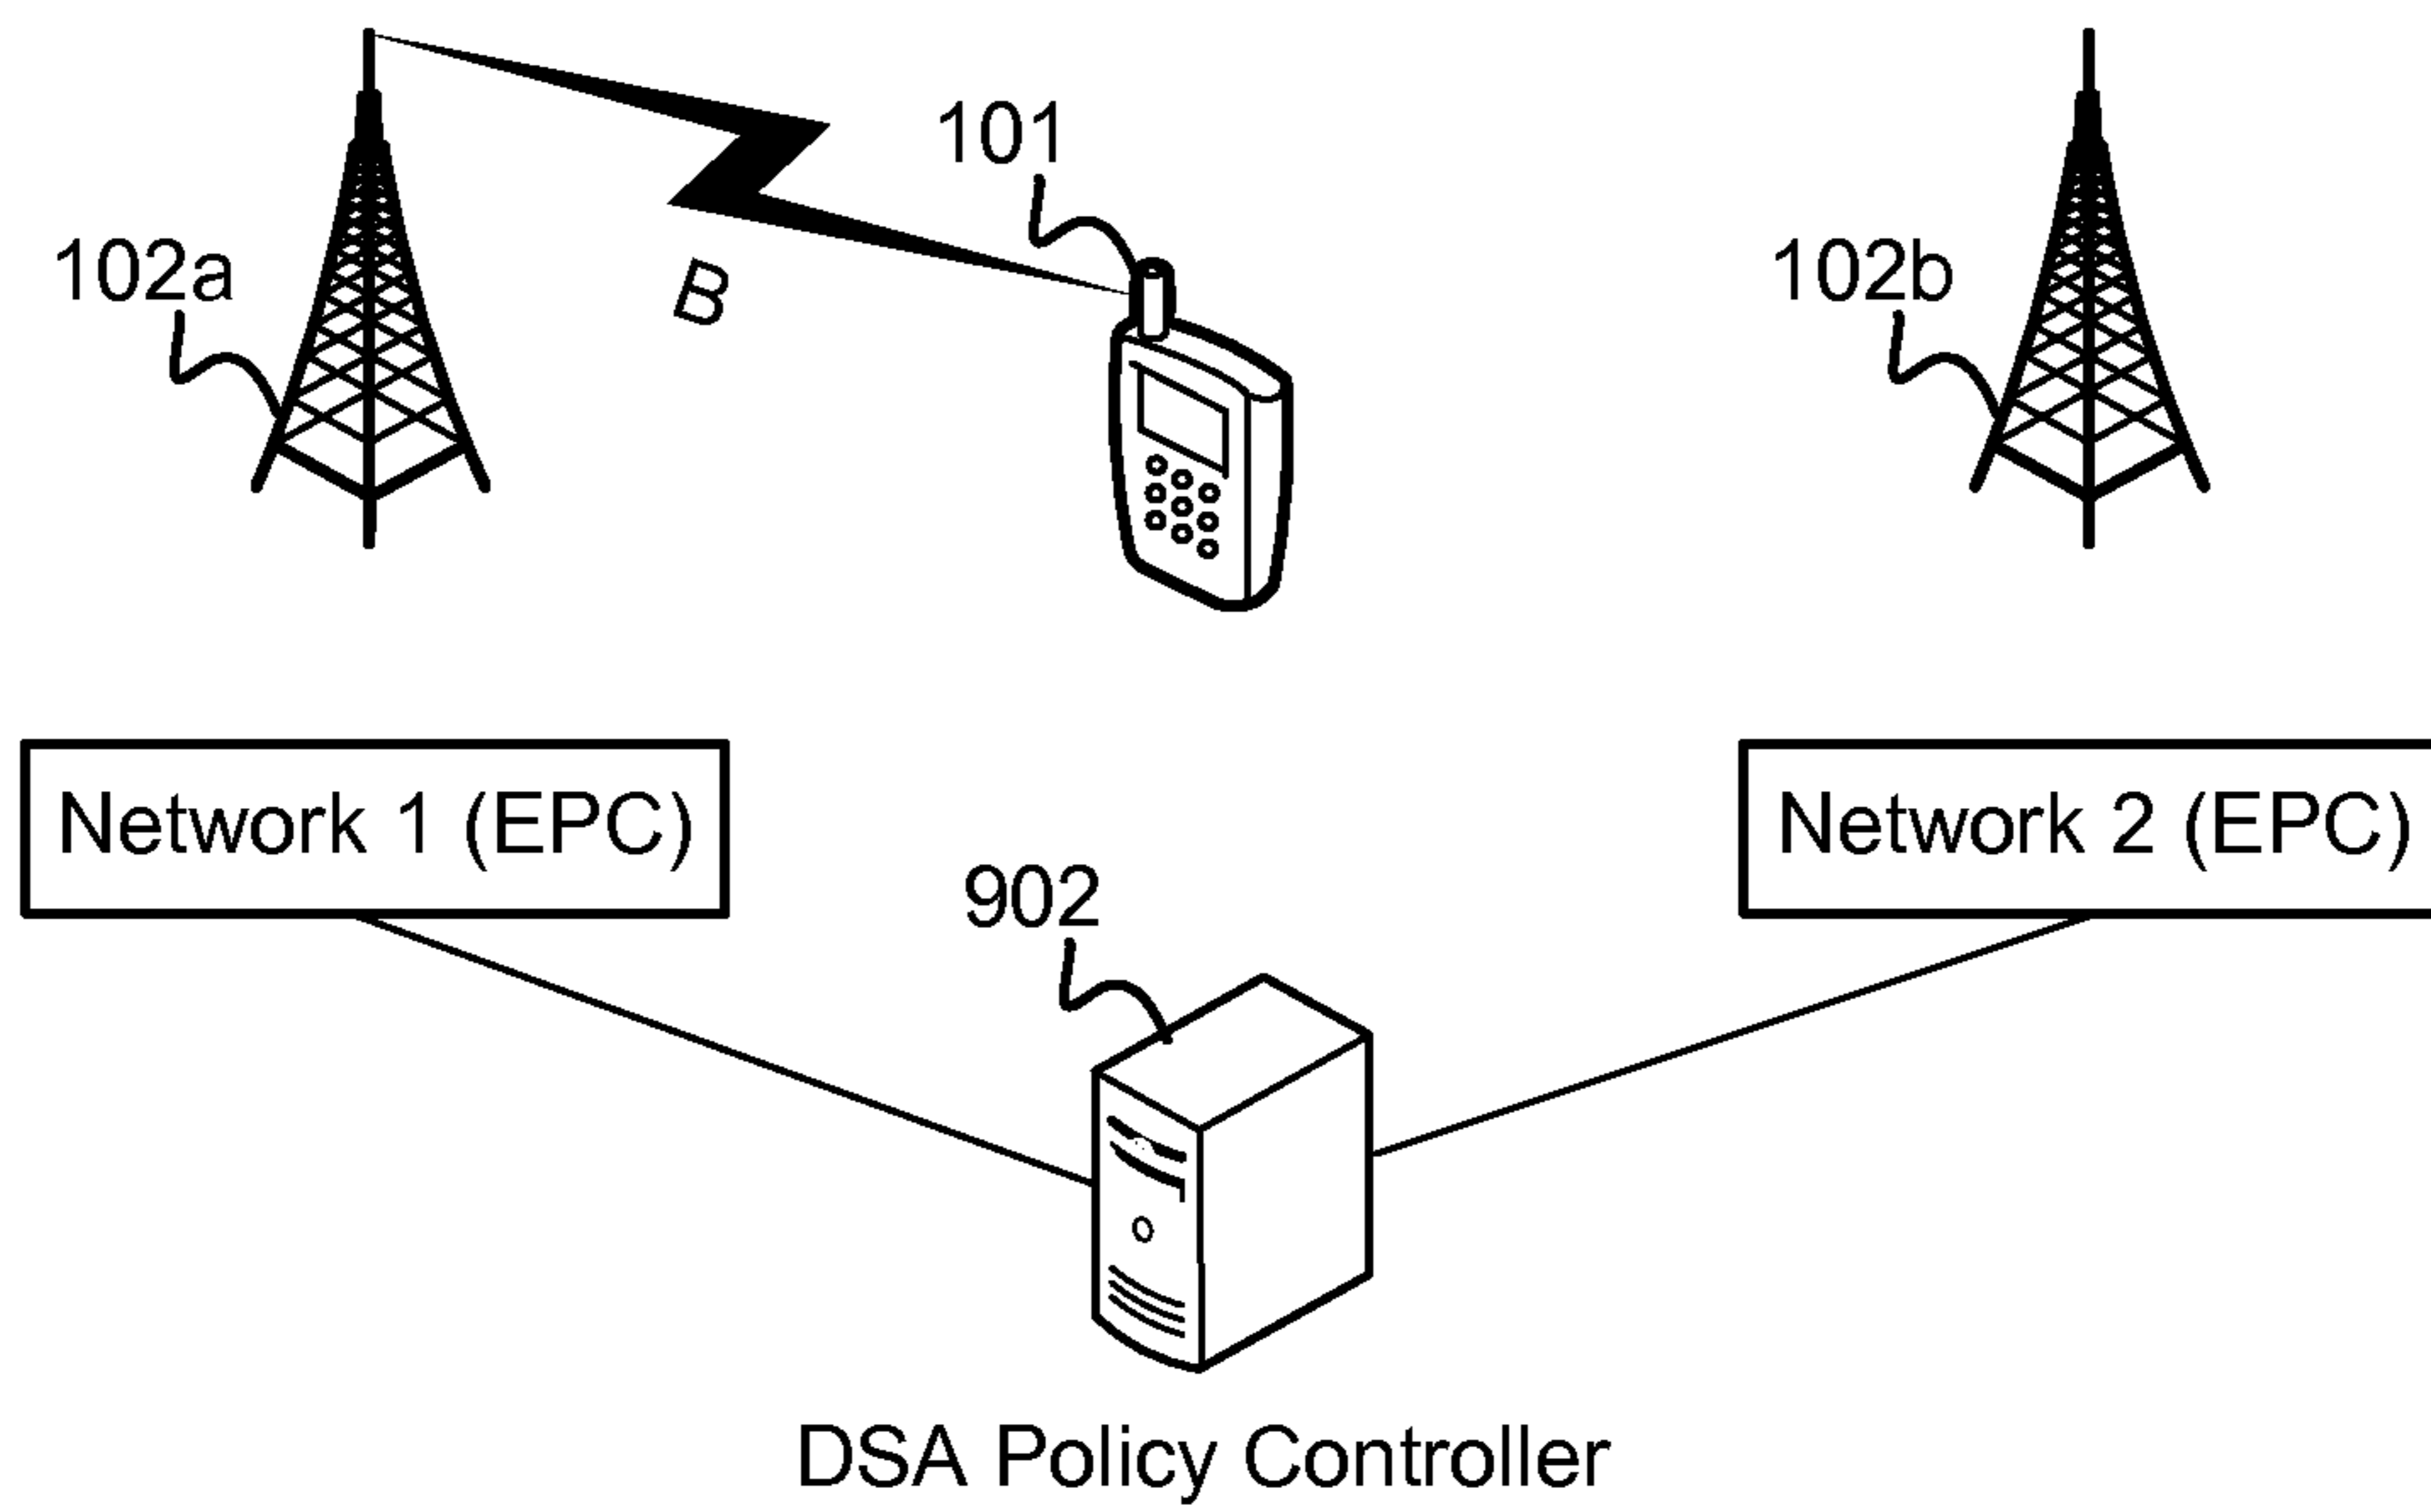 101
102a
102b
B
Network 1 (EPC)
Network 2 (EPC)
902
DSA Policy Controller